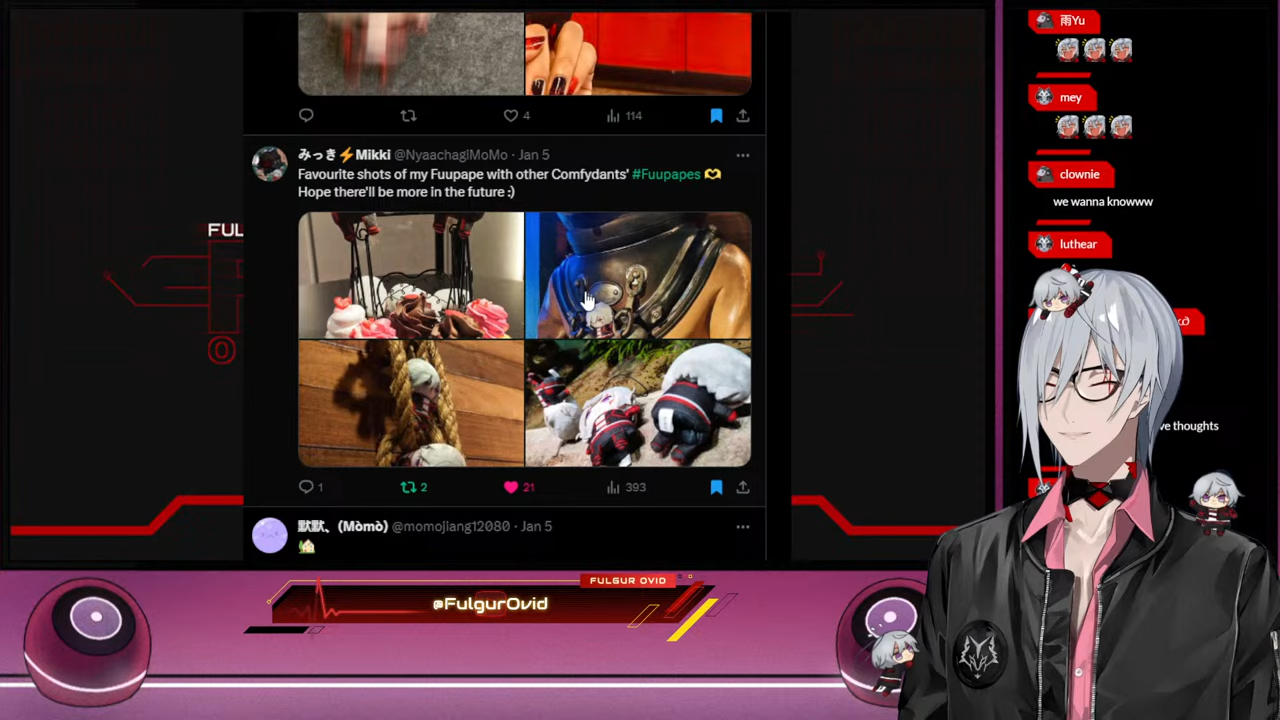 4
114
みっき⚡Mikki @NyaachagiMoMo · Jan 5
Favourite shots of my Fuupape with other Comfydants' #Fuupapes 🫶
Hope there'll be more in the future :)
1
2
21
393
默默、(Mòmò) @momojiang12080 · Jan 5
🏡
FUL
FULGUR OVID
@FulgurOvid
雨Yu
mey
clownie
we wanna knowww
luthear
ve thoughts